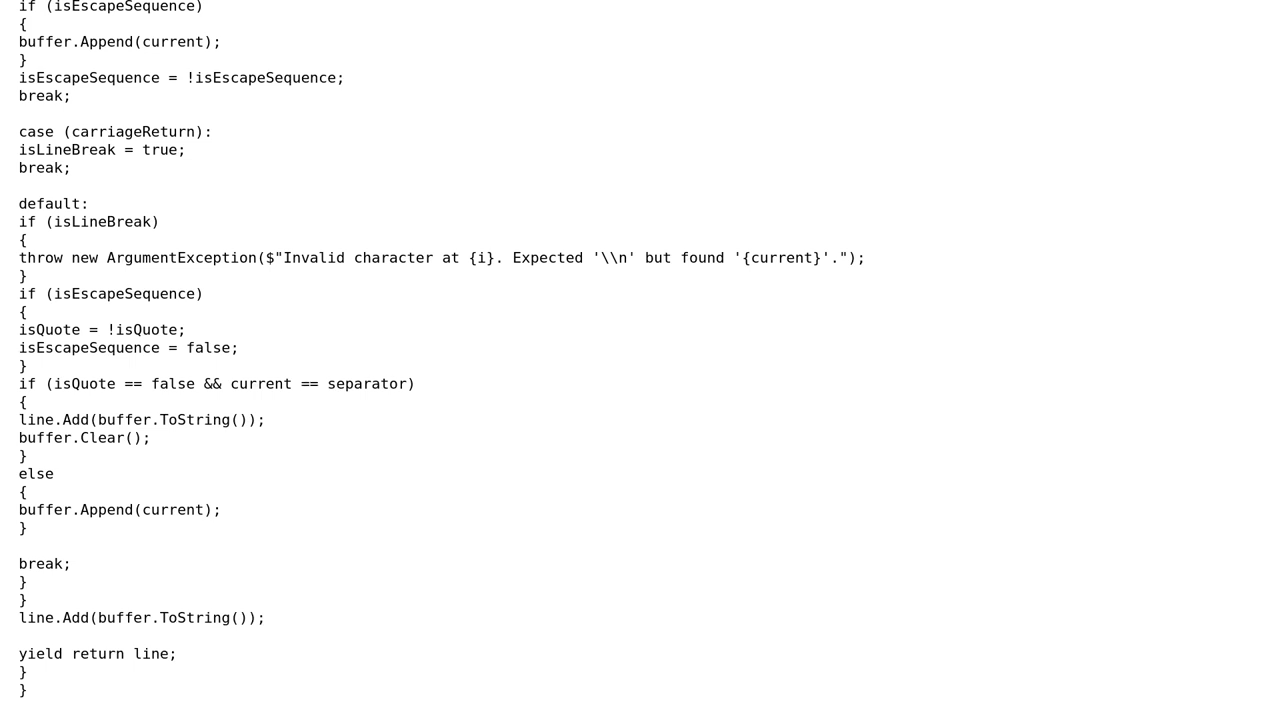 if (isEscapeSequence)
{
buffer.Append(current);
}
isEscapeSequence = !isEscapeSequence;
break;

case (carriageReturn):
isLineBreak = true;
break;

default:
if (isLineBreak)
{
throw new ArgumentException($"Invalid character at {i}. Expected '\\n' but found '{current}'.");
}
if (isEscapeSequence)
{
isQuote = !isQuote;
isEscapeSequence = false;
}
if (isQuote == false && current == separator)
{
line.Add(buffer.ToString());
buffer.Clear();
}
else
{
buffer.Append(current);
}

break;
}
}
line.Add(buffer.ToString());

yield return line;
}
}